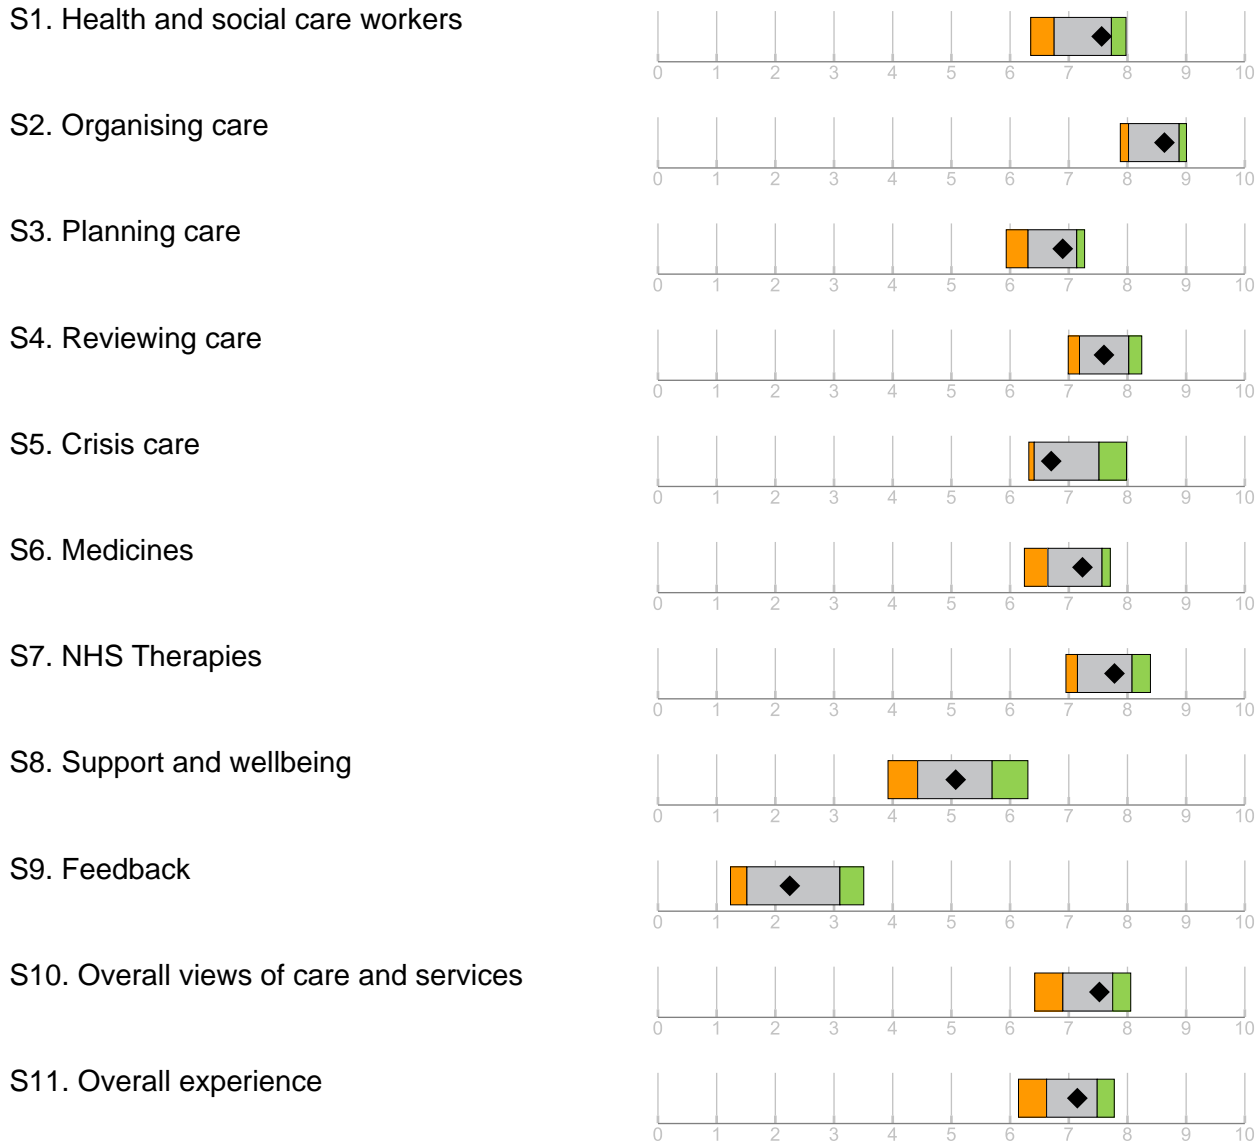 S1. Health and social care workers
0 1 2 3 4 5 6 7 8 9 10
S2. Organising care
0 1 2 3 4 5 6 7 8 9 10
S3. Planning care
0 1 2 3 4 5 6 7 8 9 10
S4. Reviewing care
0 1 2 3 4 5 6 7 8 9 10
S5. Crisis care
0 1 2 3 4 5 6 7 8 9 10
S6. Medicines
0 1 2 3 4 5 6 7 8 9 10
S7. NHS Therapies
0 1 2 3 4 5 6 7 8 9 10
S8. Support and wellbeing
0 1 2 3 4 5 6 7 8 9 10
S9. Feedback
0 1 2 3 4 5 6 7 8 9 10
S10. Overall views of care and services
0 1 2 3 4 5 6 7 8 9 10
S11. Overall experience
0 1 2 3 4 5 6 7 8 9 10